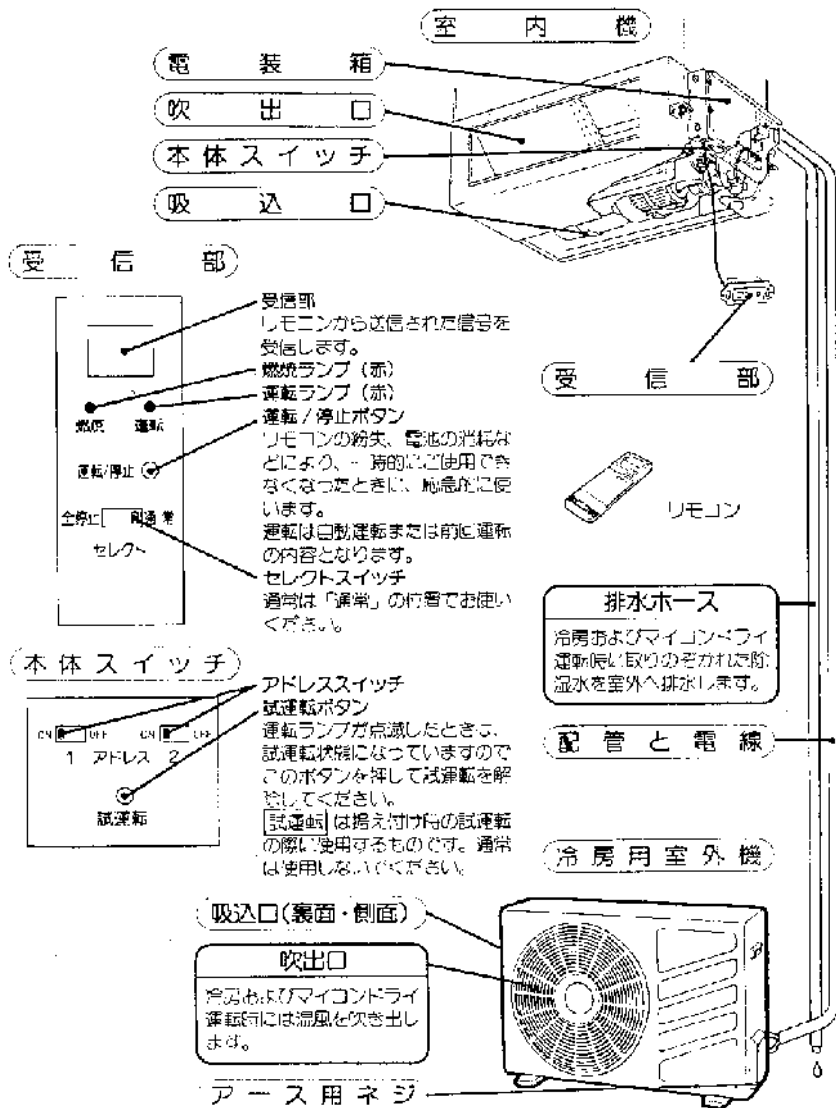 室内機
電装箱
吹出口
本体スイッチ
吸込口
受信部
受信部
リモコンから送信された信号を
受信します。
燃焼ランプ（赤）
運転ランプ（赤）
運転／停止ボタン
リモコンの紛失、電池の消耗な
どにより、一時的にご使用でき
なくなったときに、応急的に使
います。
運転は自動運転または前回運転
の内容となります。
セレクトスイッチ
通常は「通常」の位置でお使い
ください。
燃焼 運転
運転/停止
全停止 通常
セレクト
受信部
リモコン
排水ホース
冷房およびマイコンドライ
運転時に取りのぞかれた除
湿水を室外へ排水します。
配管と電線
本体スイッチ
ON OFF ON OFF
1 アドレス 2
試運転
アドレススイッチ
試運転ボタン
運転ランプが点滅したときは、
試運転状態になっていますので
このボタンを押して試運転を解
除してください。
試運転は据え付け時の試運転
の際に使用するものです。通常
は使用しないでください。
冷房用室外機
吸込口(裏面・側面)
吹出口
冷房およびマイコンドライ
運転時には温風を吹き出し
ます。
アース用ネジ